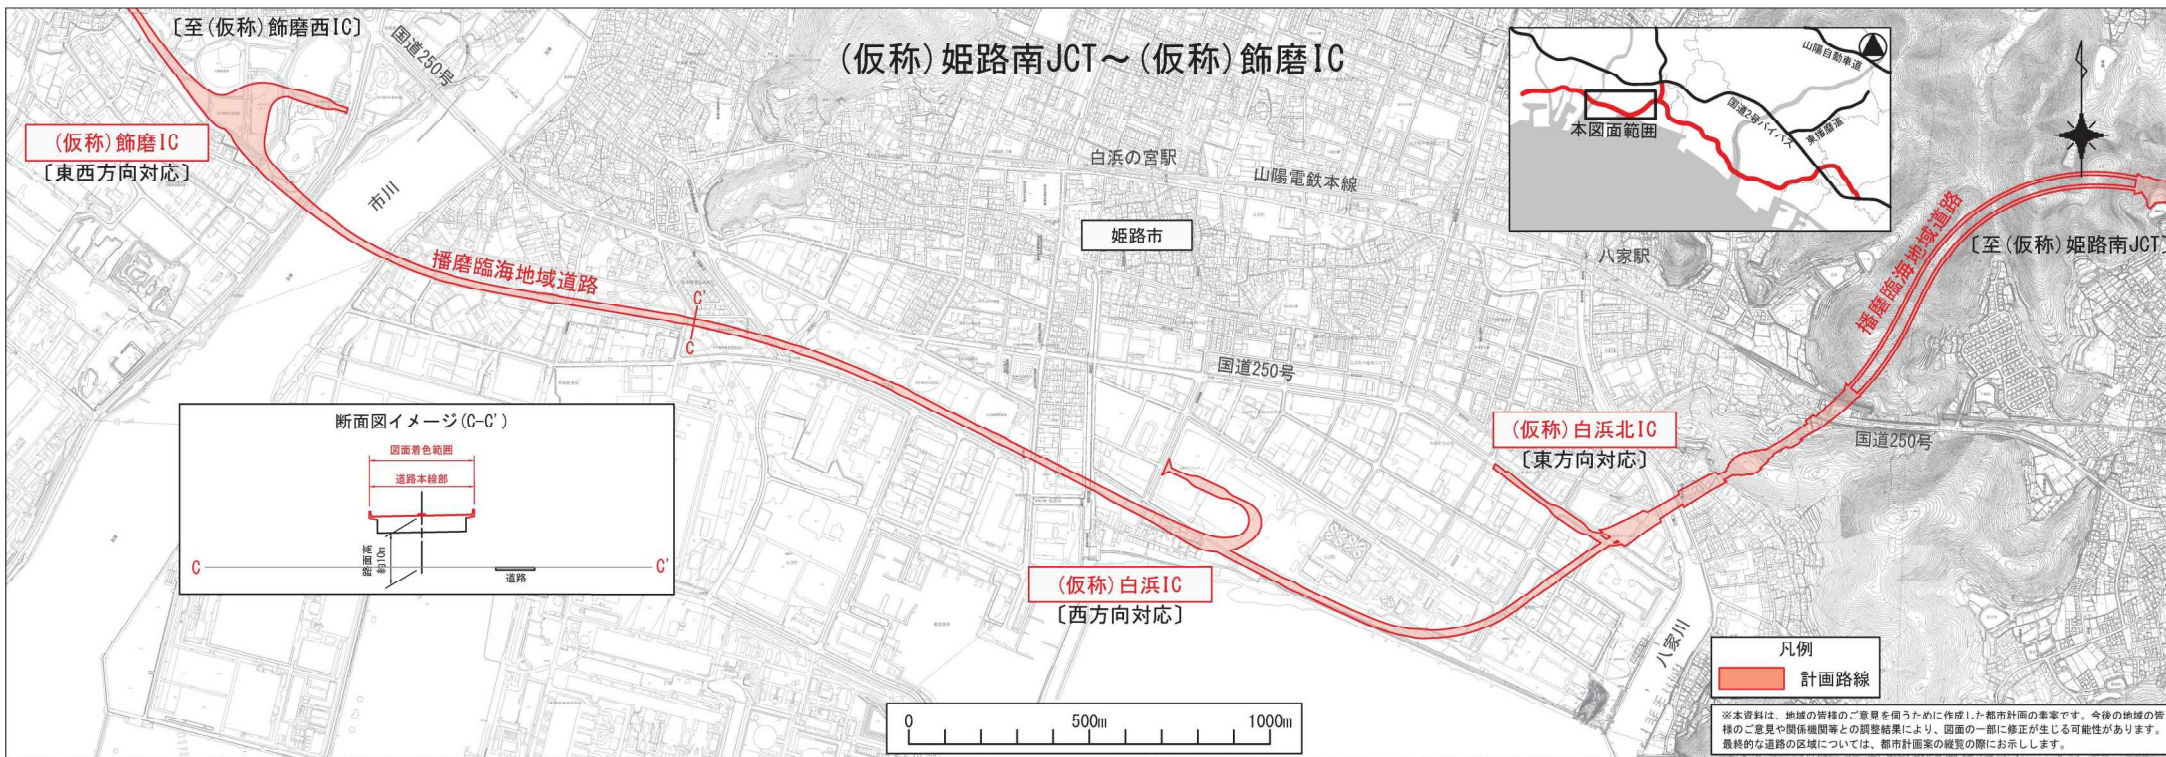 (仮称)姫路南JCT～(仮称)飾磨IC
〔至(仮称)飾磨西IC〕
国道250号
(仮称)飾磨IC
〔東西方向対応〕
市川
播磨臨海地域道路
C'
C
白浜の宮駅
山陽電鉄本線
姫路市
国道250号
山陽自動車道
国道2号バイパス
東播磨道
本図面範囲
八家駅
播磨臨海地域道路
〔至(仮称)姫路南JCT〕
国道250号
(仮称)白浜北IC
〔東方向対応〕
(仮称)白浜IC
〔西方向対応〕
八家川
断面図イメージ(C-C')
図面着色範囲
道路本線部
路面高
約10m
C
C'
道路
0 500m 1000m
凡例
計画路線
※本資料は、地域の皆様のご意見を伺うために作成した都市計画の素案です。今後の地域の皆
様のご意見や関係機関等との調整結果により、図面の一部に修正が生じる可能性があります。
最終的な道路の区域については、都市計画案の縦覧の際にお示しします。